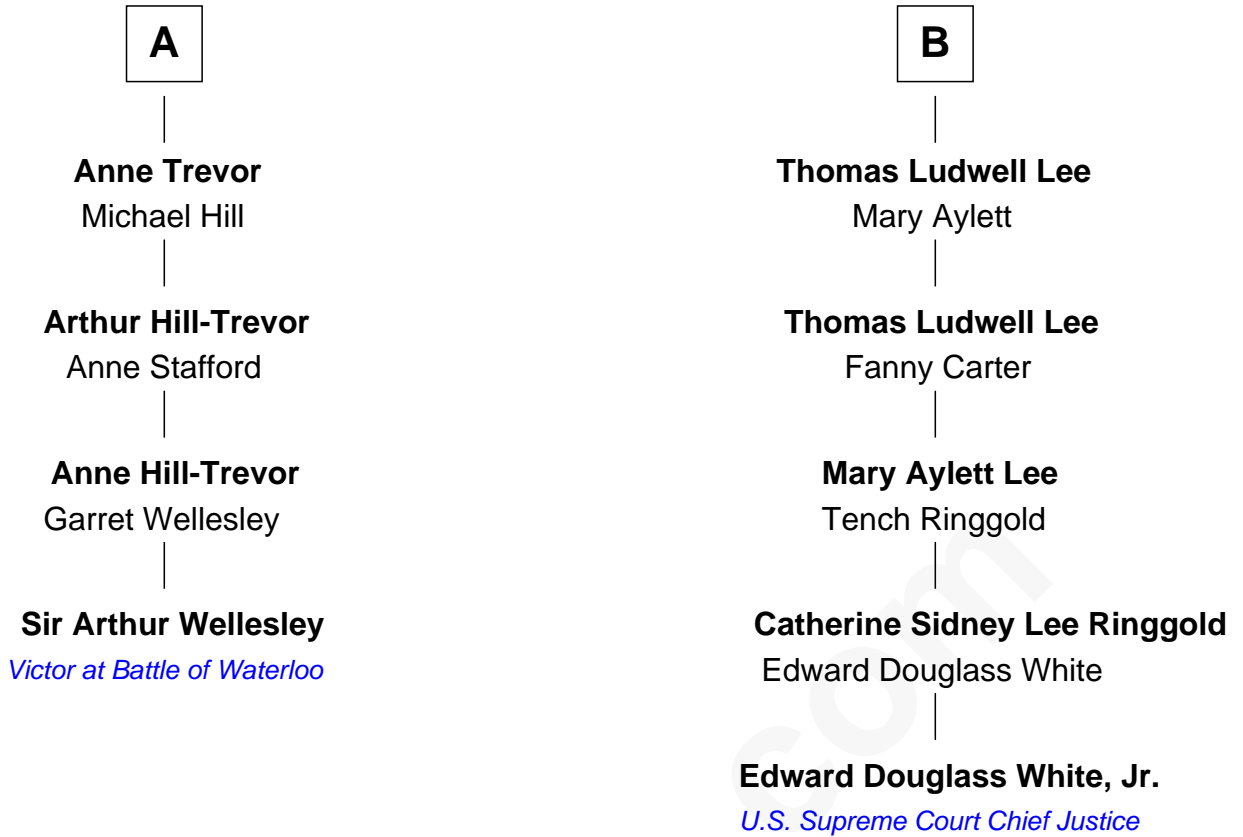 A
Anne Trevor
Michael Hill
Arthur Hill-Trevor
Anne Stafford
Anne Hill-Trevor
Garret Wellesley
Sir Arthur Wellesley
Victor at Battle of Waterloo
B
Thomas Ludwell Lee
Mary Aylett
Thomas Ludwell Lee
Fanny Carter
Mary Aylett Lee
Tench Ringgold
Catherine Sidney Lee Ringgold
Edward Douglass White
Edward Douglass White, Jr.
U.S. Supreme Court Chief Justice
com